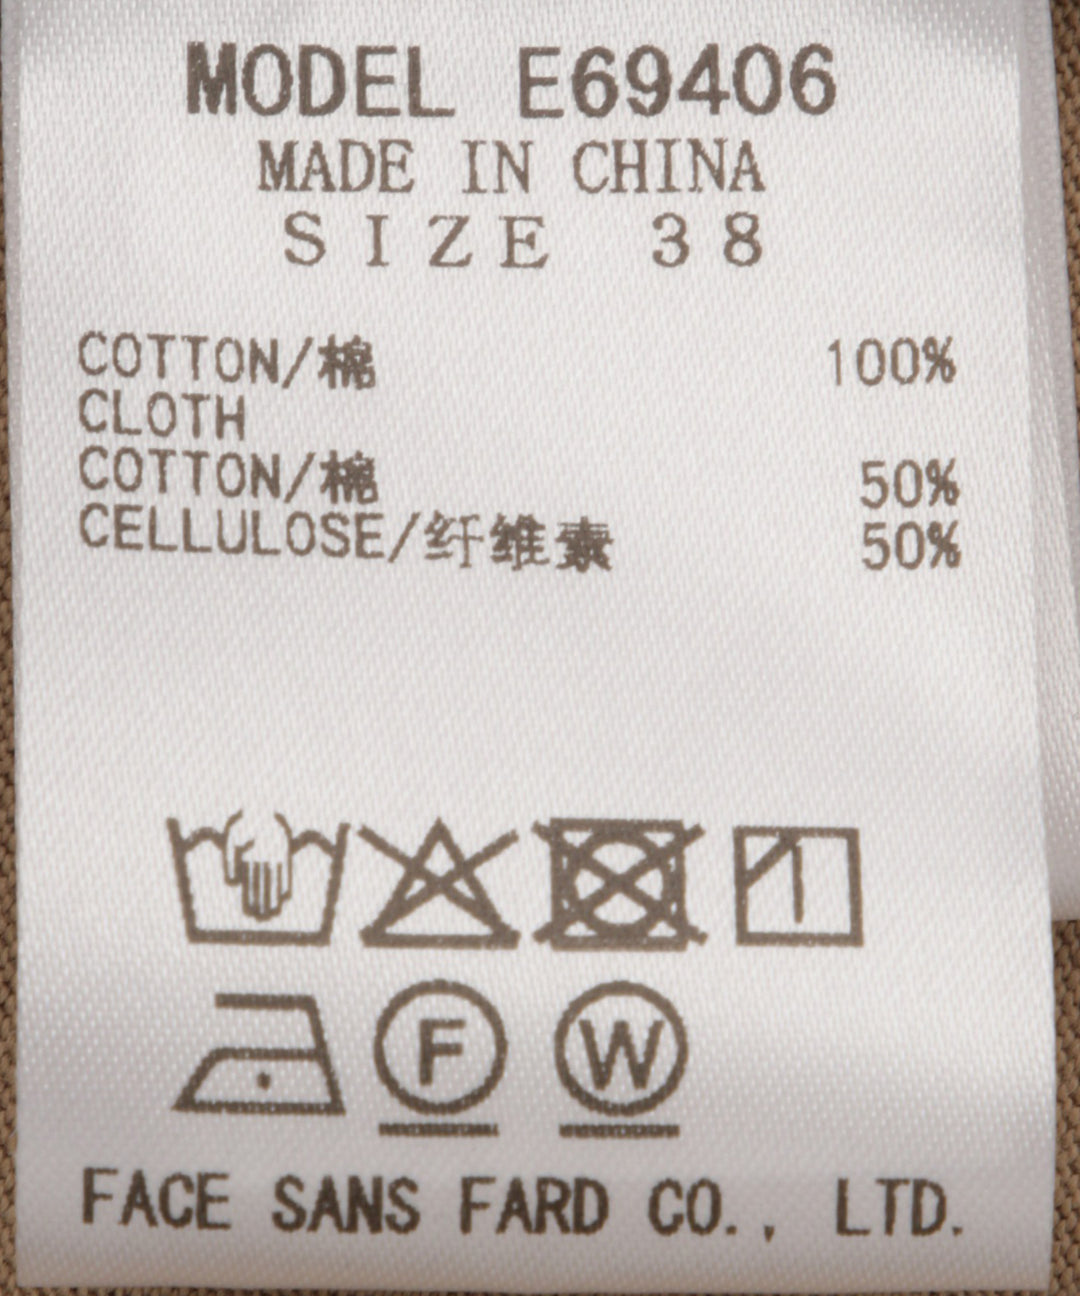 MODEL E69406
MADE IN CHINA
SIZE 38
COTTON/棉 100%
CLOTH
COTTON/棉 50%
CELLULOSE/纤维素 50%
F W
FACE SANS FARD CO., LTD.